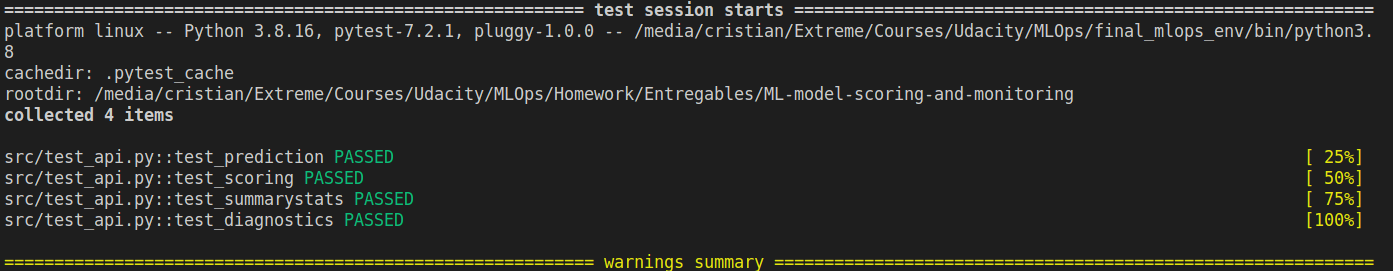 ========================================================== test session starts ==========================================================
platform linux -- Python 3.8.16, pytest-7.2.1, pluggy-1.0.0 -- /media/cristian/Extreme/Courses/Udacity/MLOps/final_mlops_env/bin/python3.
8
cachedir: .pytest_cache
rootdir: /media/cristian/Extreme/Courses/Udacity/MLOps/Homework/Entregables/ML-model-scoring-and-monitoring
collected 4 items
src/test_api.py::test_prediction PASSED [ 25%]
src/test_api.py::test_scoring PASSED [ 50%]
src/test_api.py::test_summarystats PASSED [ 75%]
src/test_api.py::test_diagnostics PASSED [100%]
=========================================================== warnings summary ============================================================